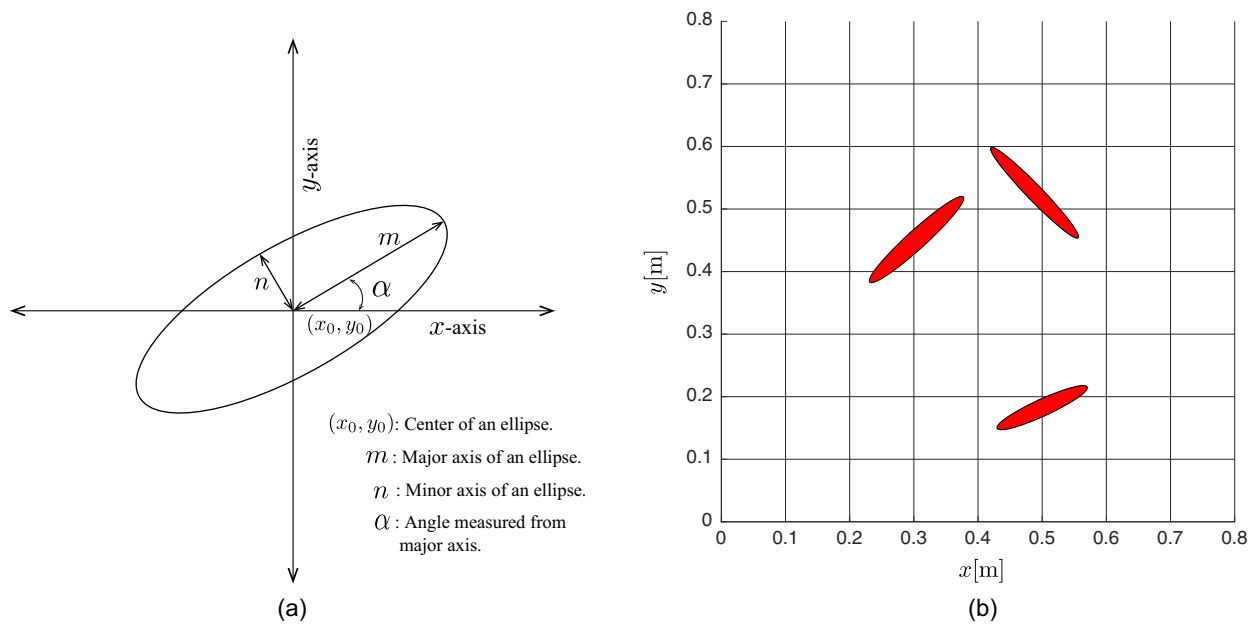 y-axis
m
n
α
(x₀, y₀)
x-axis
(x₀, y₀): Center of an ellipse.
m : Major axis of an ellipse.
n : Minor axis of an ellipse.
α : Angle measured from
major axis.
(a)
0.8
0.7
0.6
0.5
0.4
0.3
0.2
0.1
0
y[m]
0 0.1 0.2 0.3 0.4 0.5 0.6 0.7 0.8
x[m]
(b)